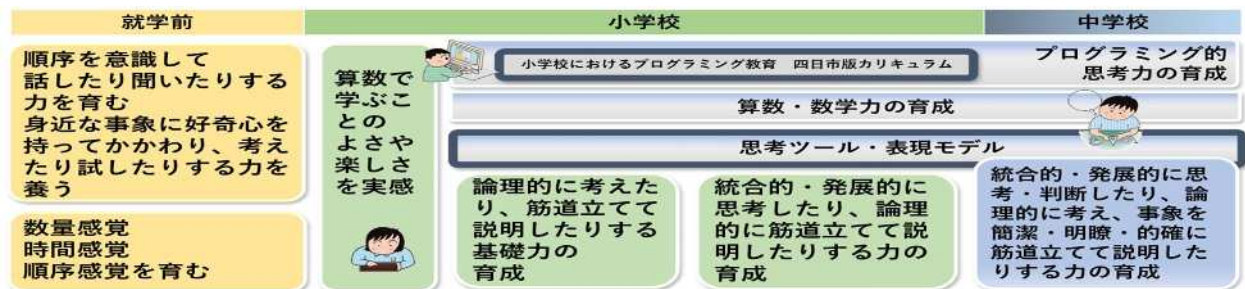 就学前
小学校
中学校
順序を意識して
話したり聞いたりする
力を育む
身近な事象に好奇心を
持ってかかわり、考え
たり試したりする力を
養う
数量感覚
時間感覚
順序感覚を育む
算数で
学ぶこ
との
よさや
楽しさ
を実感
小学校におけるプログラミング教育 四日市版カリキュラム
プログラミング的
思考力の育成
算数・数学力の育成
思考ツール・表現モデル
論理的に考えた
り、筋道立てて
説明したりする
基礎力の
育成
統合的・発展的に
思考したり、論理
的に筋道立てて説
明したりする力の
育成
統合的・発展的に思
考・判断したり、論
理的に考え、事象を
簡潔・明瞭・的確に
筋道立てて説明した
りする力の育成